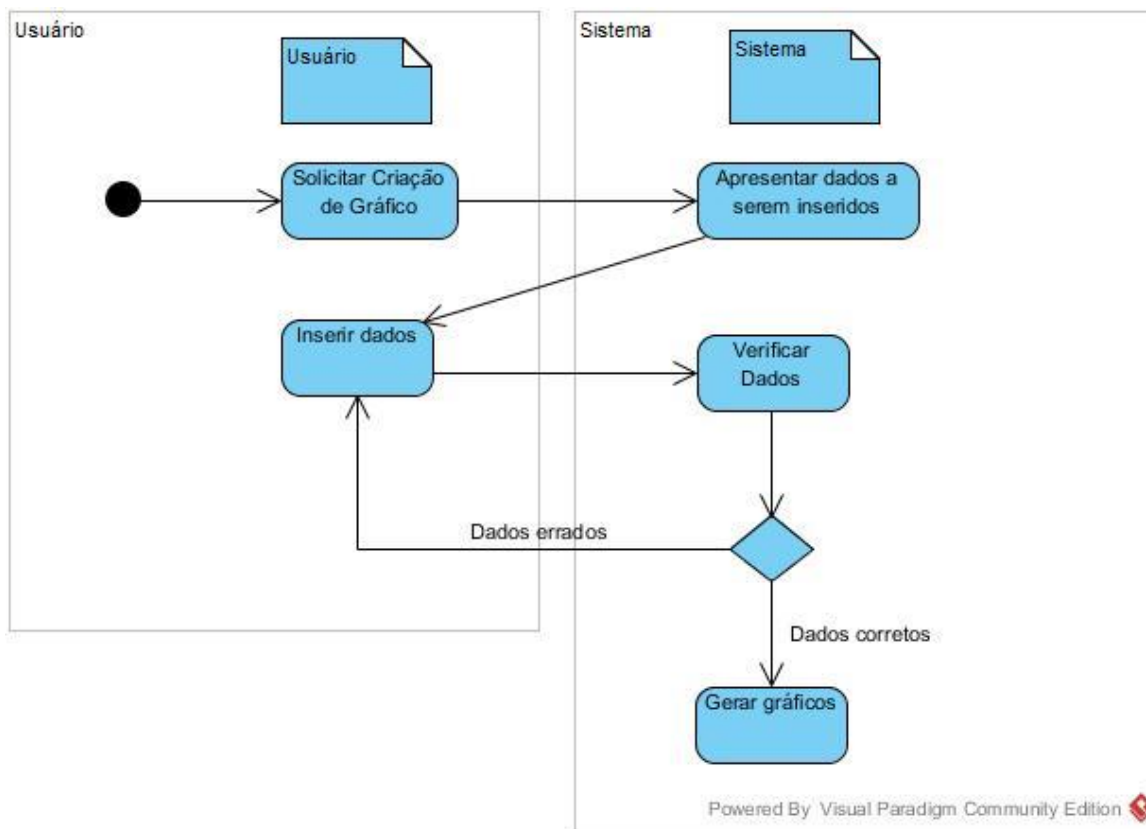 Usuário
Sistema
Usuário
Sistema
Solicitar Criação
de Gráfico
Apresentar dados a
serem inseridos
Inserir dados
Verificar
Dados
Dados errados
Dados corretos
Gerar gráficos
Powered By Visual Paradigm Community Edition